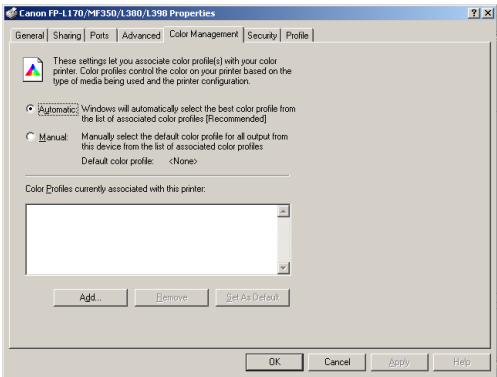 Canon FP-L170/MF350/L380/L398 Properties
General Sharing Ports Advanced Color Management Security Profile
These settings let you associate color profile(s) with your color
printer. Color profiles control the color on your printer based on the
type of media being used and the printer configuration.
Automatic: Windows will automatically select the best color profile from
the list of associated color profiles [Recommended]
Manual: Manually select the default color profile for all output from
this device from the list of associated color profiles
Default color profile: <None>
Color Profiles currently associated with this printer:
Add... Remove Set As Default
OK Cancel Apply Help